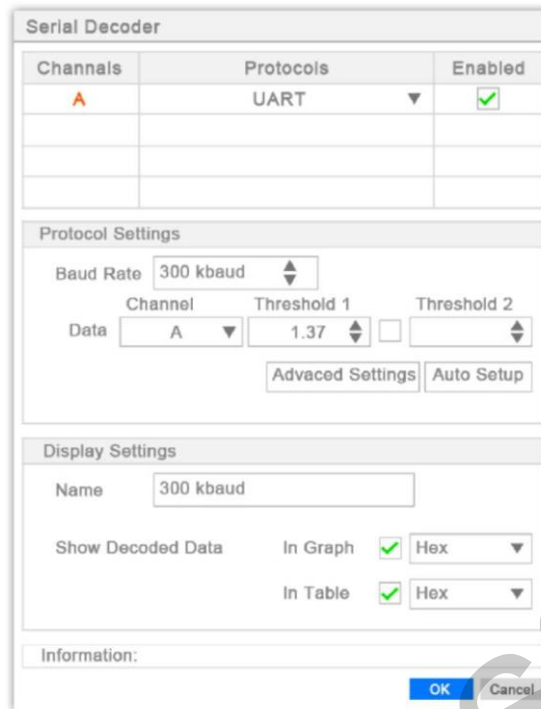 Serial Decoder
Channals Protocols Enabled
A UART
Protocol Settings
Baud Rate 300 kbaud
Channel Threshold 1 Threshold 2
Data A 1.37
Advaced Settings Auto Setup
Display Settings
Name 300 kbaud
Show Decoded Data In Graph Hex
In Table Hex
Information:
OK Cancel